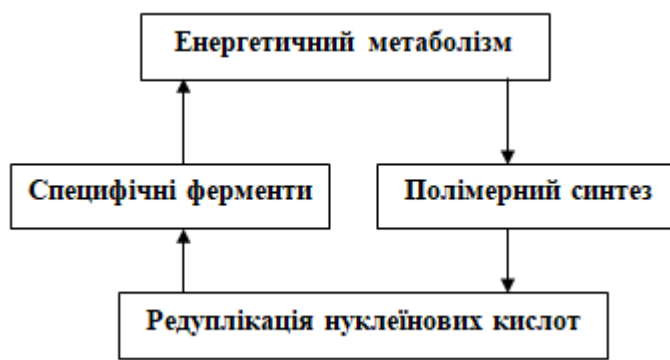 Енергетичний метаболізм
Специфічні ферменти
Полімерний синтез
Редуплікація нуклеїнових кислот